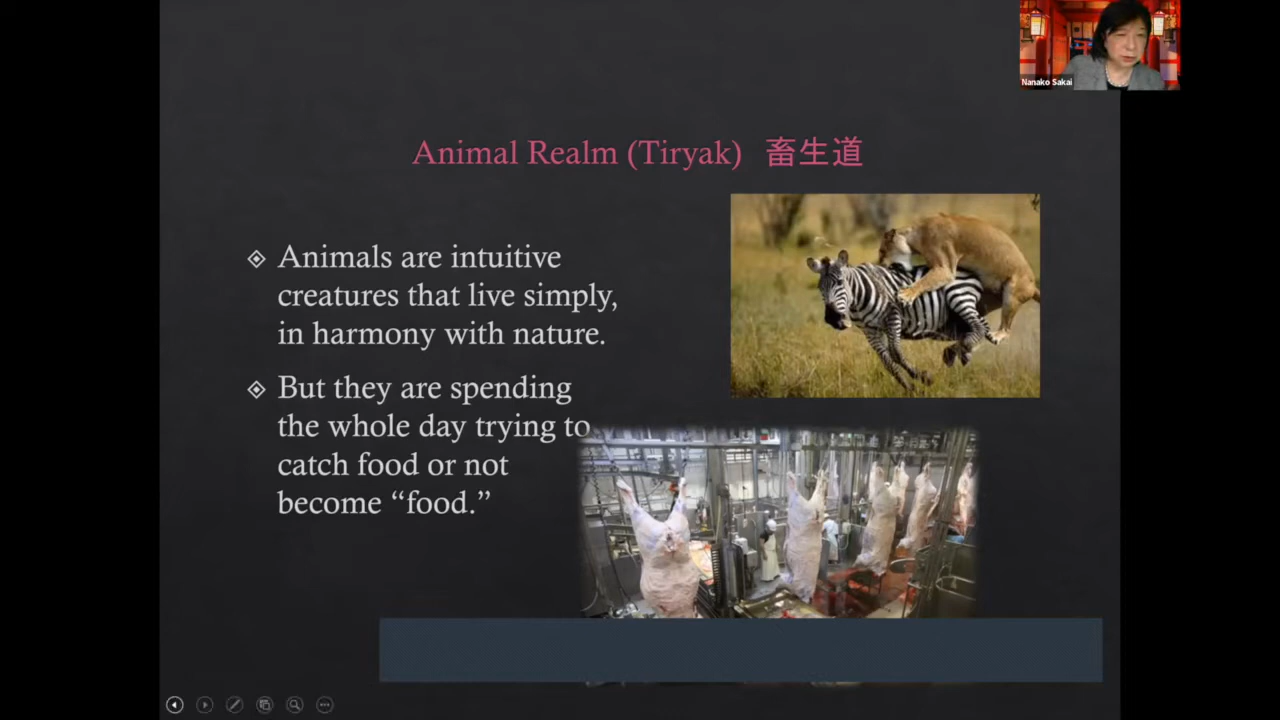 Nanako Sakai
Animal Realm (Tiryak) 畜生道
Animals are intuitive
creatures that live simply,
in harmony with nature.
But they are spending
the whole day trying to
catch food or not
become “food.”